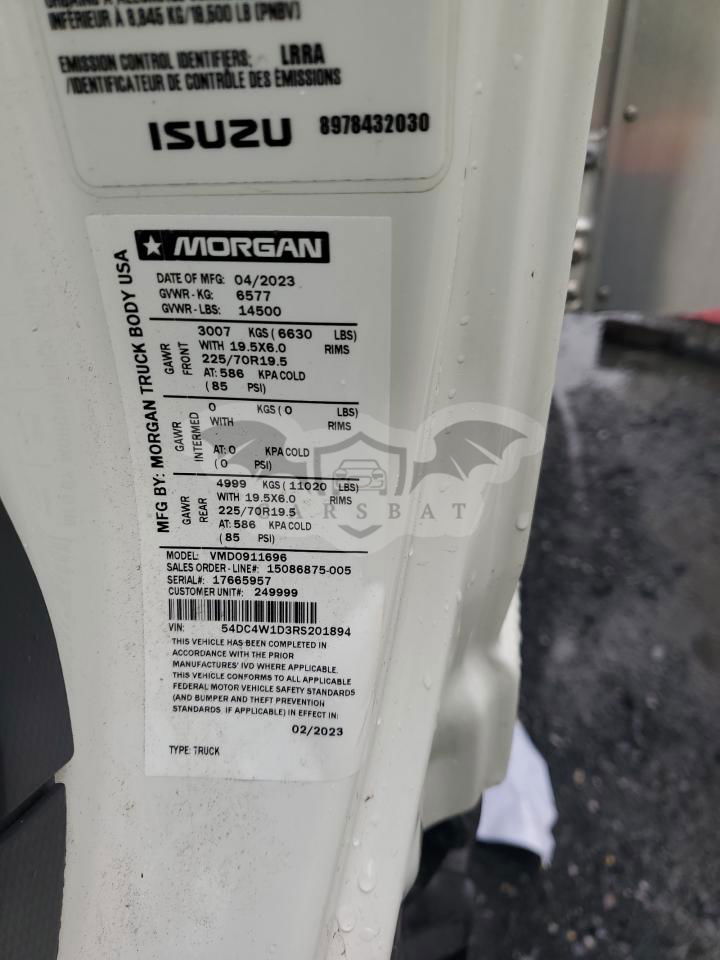 INFÉRIEUR À 8,845 KG/19,500 LB (PNBV)
EMISSION CONTROL IDENTIFIERS: LRRA
/IDENTIFICATEUR DE CONTRÔLE DES ÉMISSIONS
ISUZU 8978432030
MORGAN
MFG BY: MORGAN TRUCK BODY USA
DATE OF MFG: 04/2023
GVWR - KG: 6577
GVWR - LBS: 14500
GAWR FRONT
3007 KGS ( 6630 LBS)
WITH 19.5X6.0 RIMS
225/70R19.5
AT: 586 KPA COLD
( 85 PSI)
GAWR INTERMED
0 KGS ( 0 LBS)
WITH RIMS
AT: 0 KPA COLD
( 0 PSI)
GAWR REAR
4999 KGS ( 11020 LBS)
WITH 19.5X6.0 RIMS
225/70R19.5
AT: 586 KPA COLD
( 85 PSI)
MODEL: VMD0911696
SALES ORDER - LINE#: 15086875-005
SERIAL#: 17665957
CUSTOMER UNIT#: 249999
VIN: 54DC4W1D3RS201894
THIS VEHICLE HAS BEEN COMPLETED IN
ACCORDANCE WITH THE PRIOR
MANUFACTURES' IVD WHERE APPLICABLE.
THIS VEHICLE CONFORMS TO ALL APPLICABLE
FEDERAL MOTOR VEHICLE SAFETY STANDARDS
(AND BUMPER AND THEFT PREVENTION
STANDARDS IF APPLICABLE) IN EFFECT IN:
02/2023
TYPE: TRUCK
CARSBAT